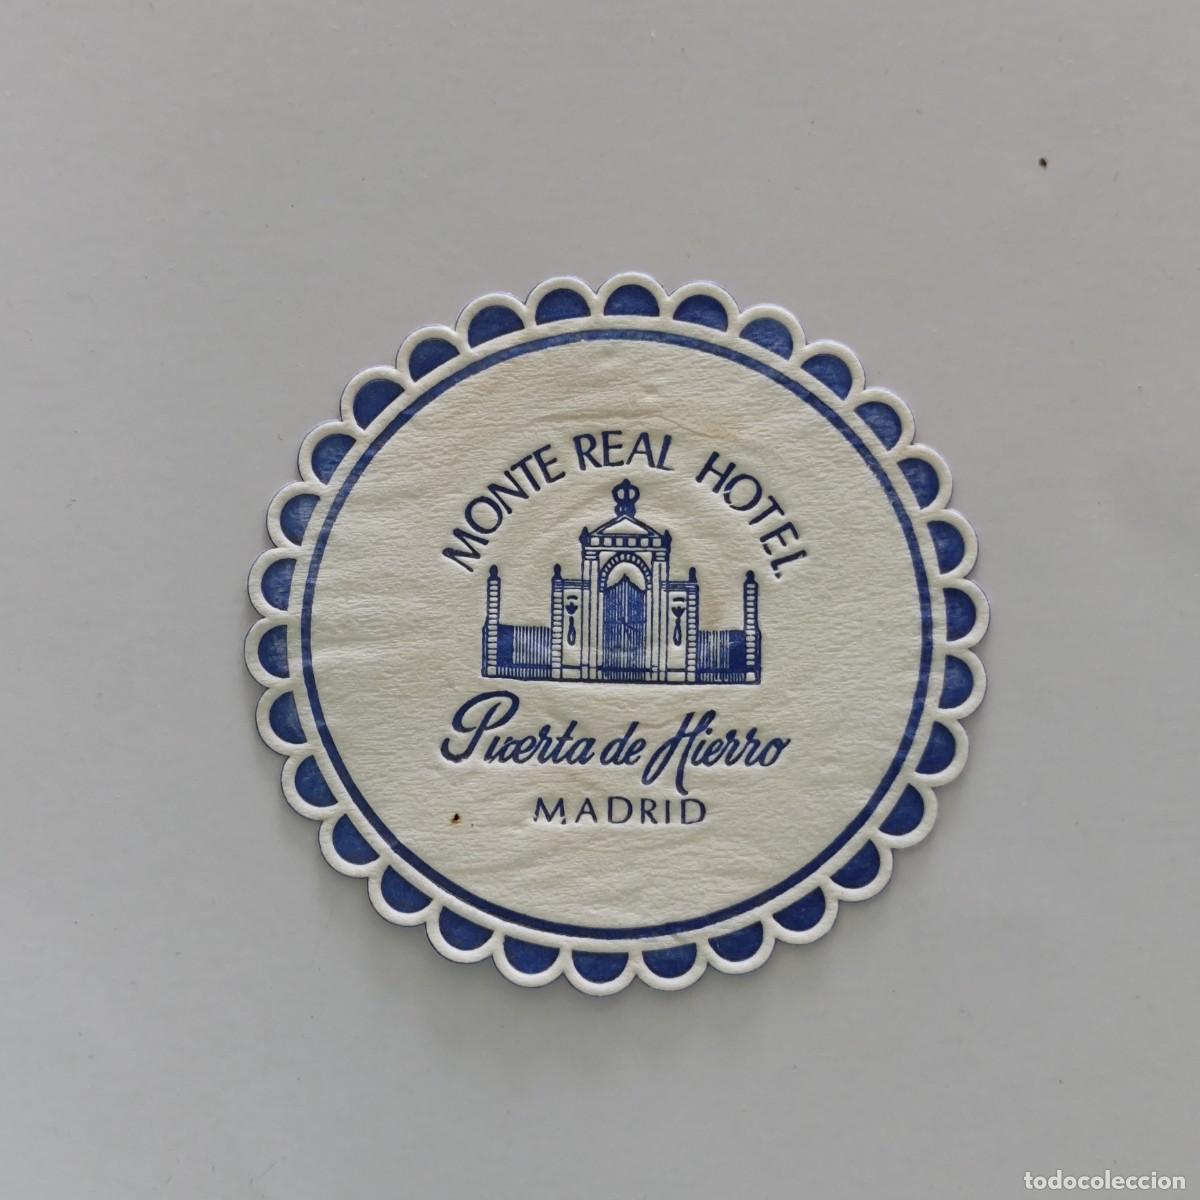 MONTE REAL HOTEL
Puerta de Hierro
MADRID
todocoleccion